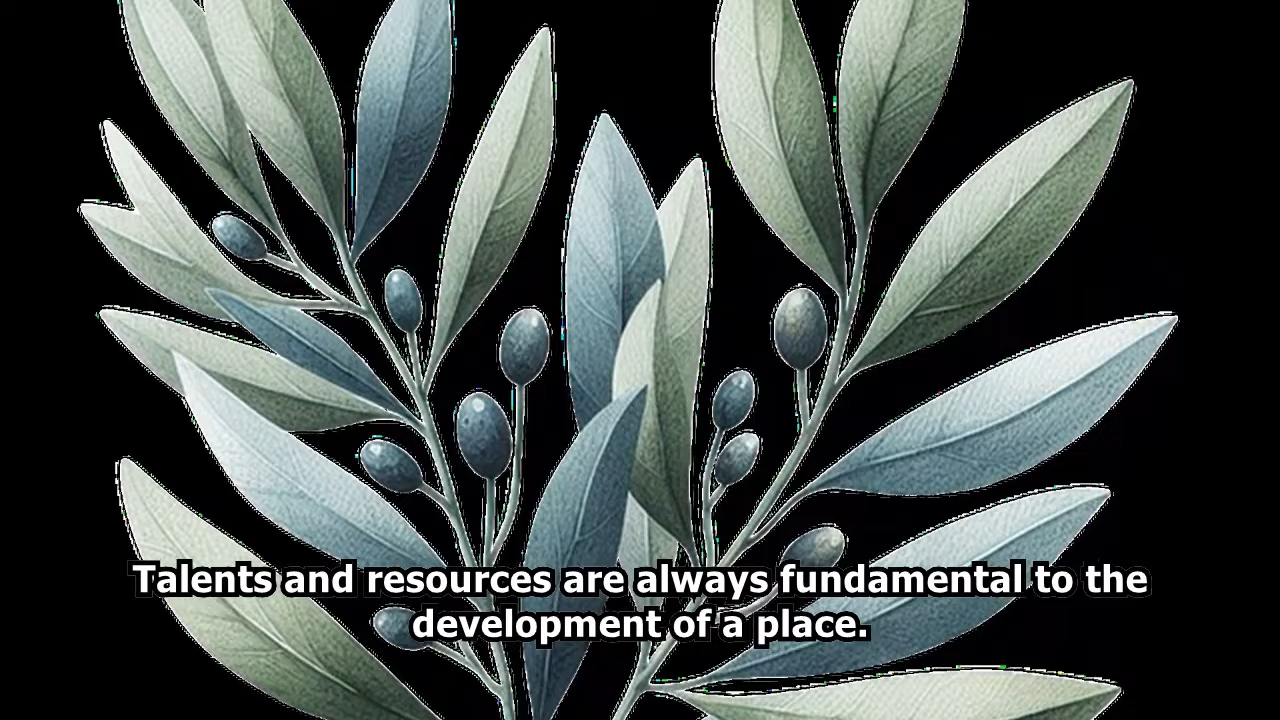 Talents and resources are always fundamental to the
development of a place.